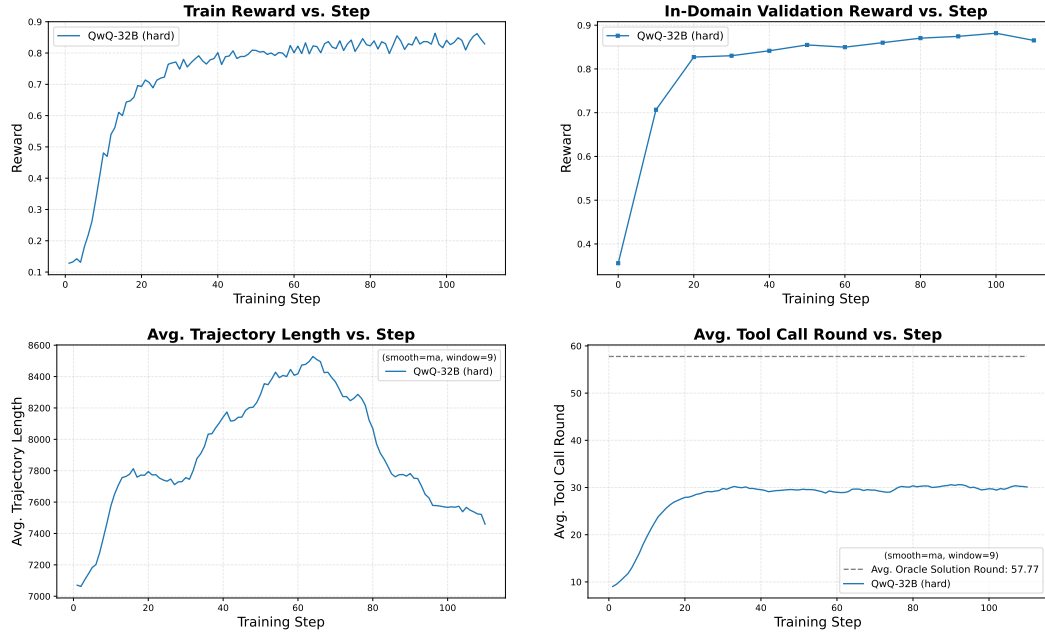 Train Reward vs. Step
0.9
0.8
0.7
0.6
0.5
0.4
0.3
0.2
0.1
Reward
QwQ-32B (hard)
0 20 40 60 80 100
Training Step
In-Domain Validation Reward vs. Step
0.9
0.8
0.7
0.6
0.5
0.4
Reward
QwQ-32B (hard)
0 20 40 60 80 100
Training Step
Avg. Trajectory Length vs. Step
8600
8400
8200
8000
7800
7600
7400
7200
7000
Avg. Trajectory Length
(smooth=ma, window=9)
QwQ-32B (hard)
0 20 40 60 80 100
Training Step
Avg. Tool Call Round vs. Step
60
50
40
30
20
10
Avg. Tool Call Round
(smooth=ma, window=9)
Avg. Oracle Solution Round: 57.77
QwQ-32B (hard)
0 20 40 60 80 100
Training Step